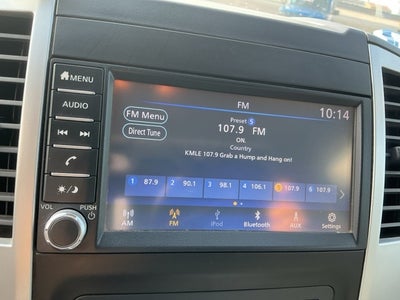 MENU
AUDIO
VOL PUSH
FM
10:14
FM Menu
Direct Tune
Preset 5
107.9 FM
ON.
Country
KMLE 107.9 Grab a Hump and Hang on!
1 87.9 2 90.1 3 98.1 4 106.1 5 107.9 6 107.9
AM FM iPod Bluetooth AUX Settings